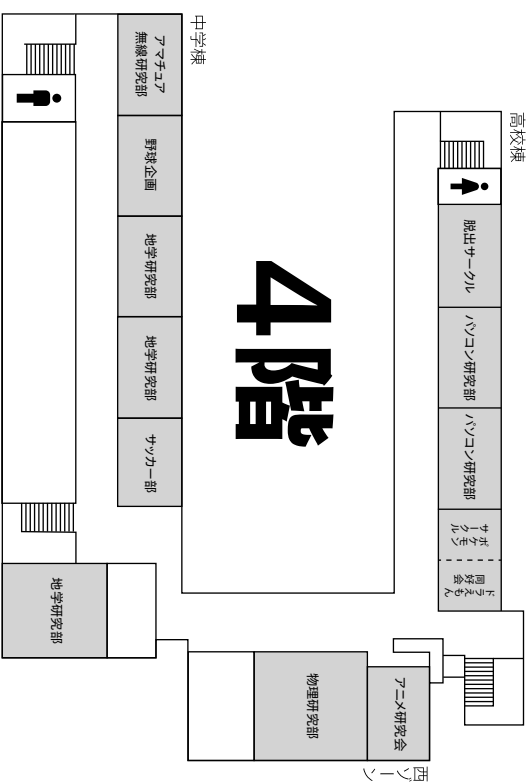 中学棟
アマチュア
無線研究部
野球企画
地学研究部
地学研究部
サッカー部
地学研究部
4階
高校棟
脱出サークル
パソコン研究部
パソコン研究部
ポケモン
サークル
ドラえもん
同好会
物理研究部
アニメ研究会
西ゾーン